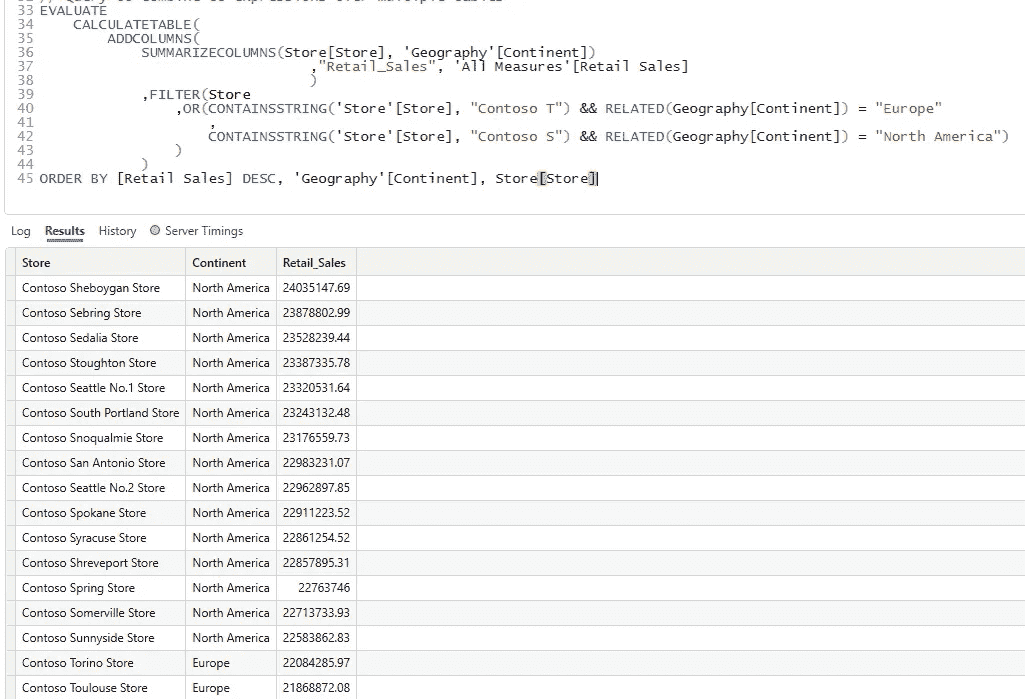 33 EVALUATE
34 CALCULATETABLE(
35 ADDCOLUMNS(
36 SUMMARIZECOLUMNS(Store[Store], 'Geography'[Continent])
37 ,"Retail_Sales", 'All Measures'[Retail Sales]
38 )
39 ,FILTER(Store
40 ,OR(CONTAINSSTRING('Store'[Store], "Contoso T") && RELATED(Geography[Continent]) = "Europe"
41 ,
42 CONTAINSSTRING('Store'[Store], "Contoso S") && RELATED(Geography[Continent]) = "North America")
43 )
44 )
45 ORDER BY [Retail Sales] DESC, 'Geography'[Continent], Store[Store]
Log Results History Server Timings
Store Continent Retail_Sales
Contoso Sheboygan Store North America 24035147.69
Contoso Sebring Store North America 23878802.99
Contoso Sedalia Store North America 23528239.44
Contoso Stoughton Store North America 23387335.78
Contoso Seattle No.1 Store North America 23320531.64
Contoso South Portland Store North America 23243132.48
Contoso Snoqualmie Store North America 23176559.73
Contoso San Antonio Store North America 22983231.07
Contoso Seattle No.2 Store North America 22962897.85
Contoso Spokane Store North America 22911223.52
Contoso Syracuse Store North America 22861254.52
Contoso Shreveport Store North America 22857895.31
Contoso Spring Store North America 22763746
Contoso Somerville Store North America 22713733.93
Contoso Sunnyside Store North America 22583862.83
Contoso Torino Store Europe 22084285.97
Contoso Toulouse Store Europe 21868872.08